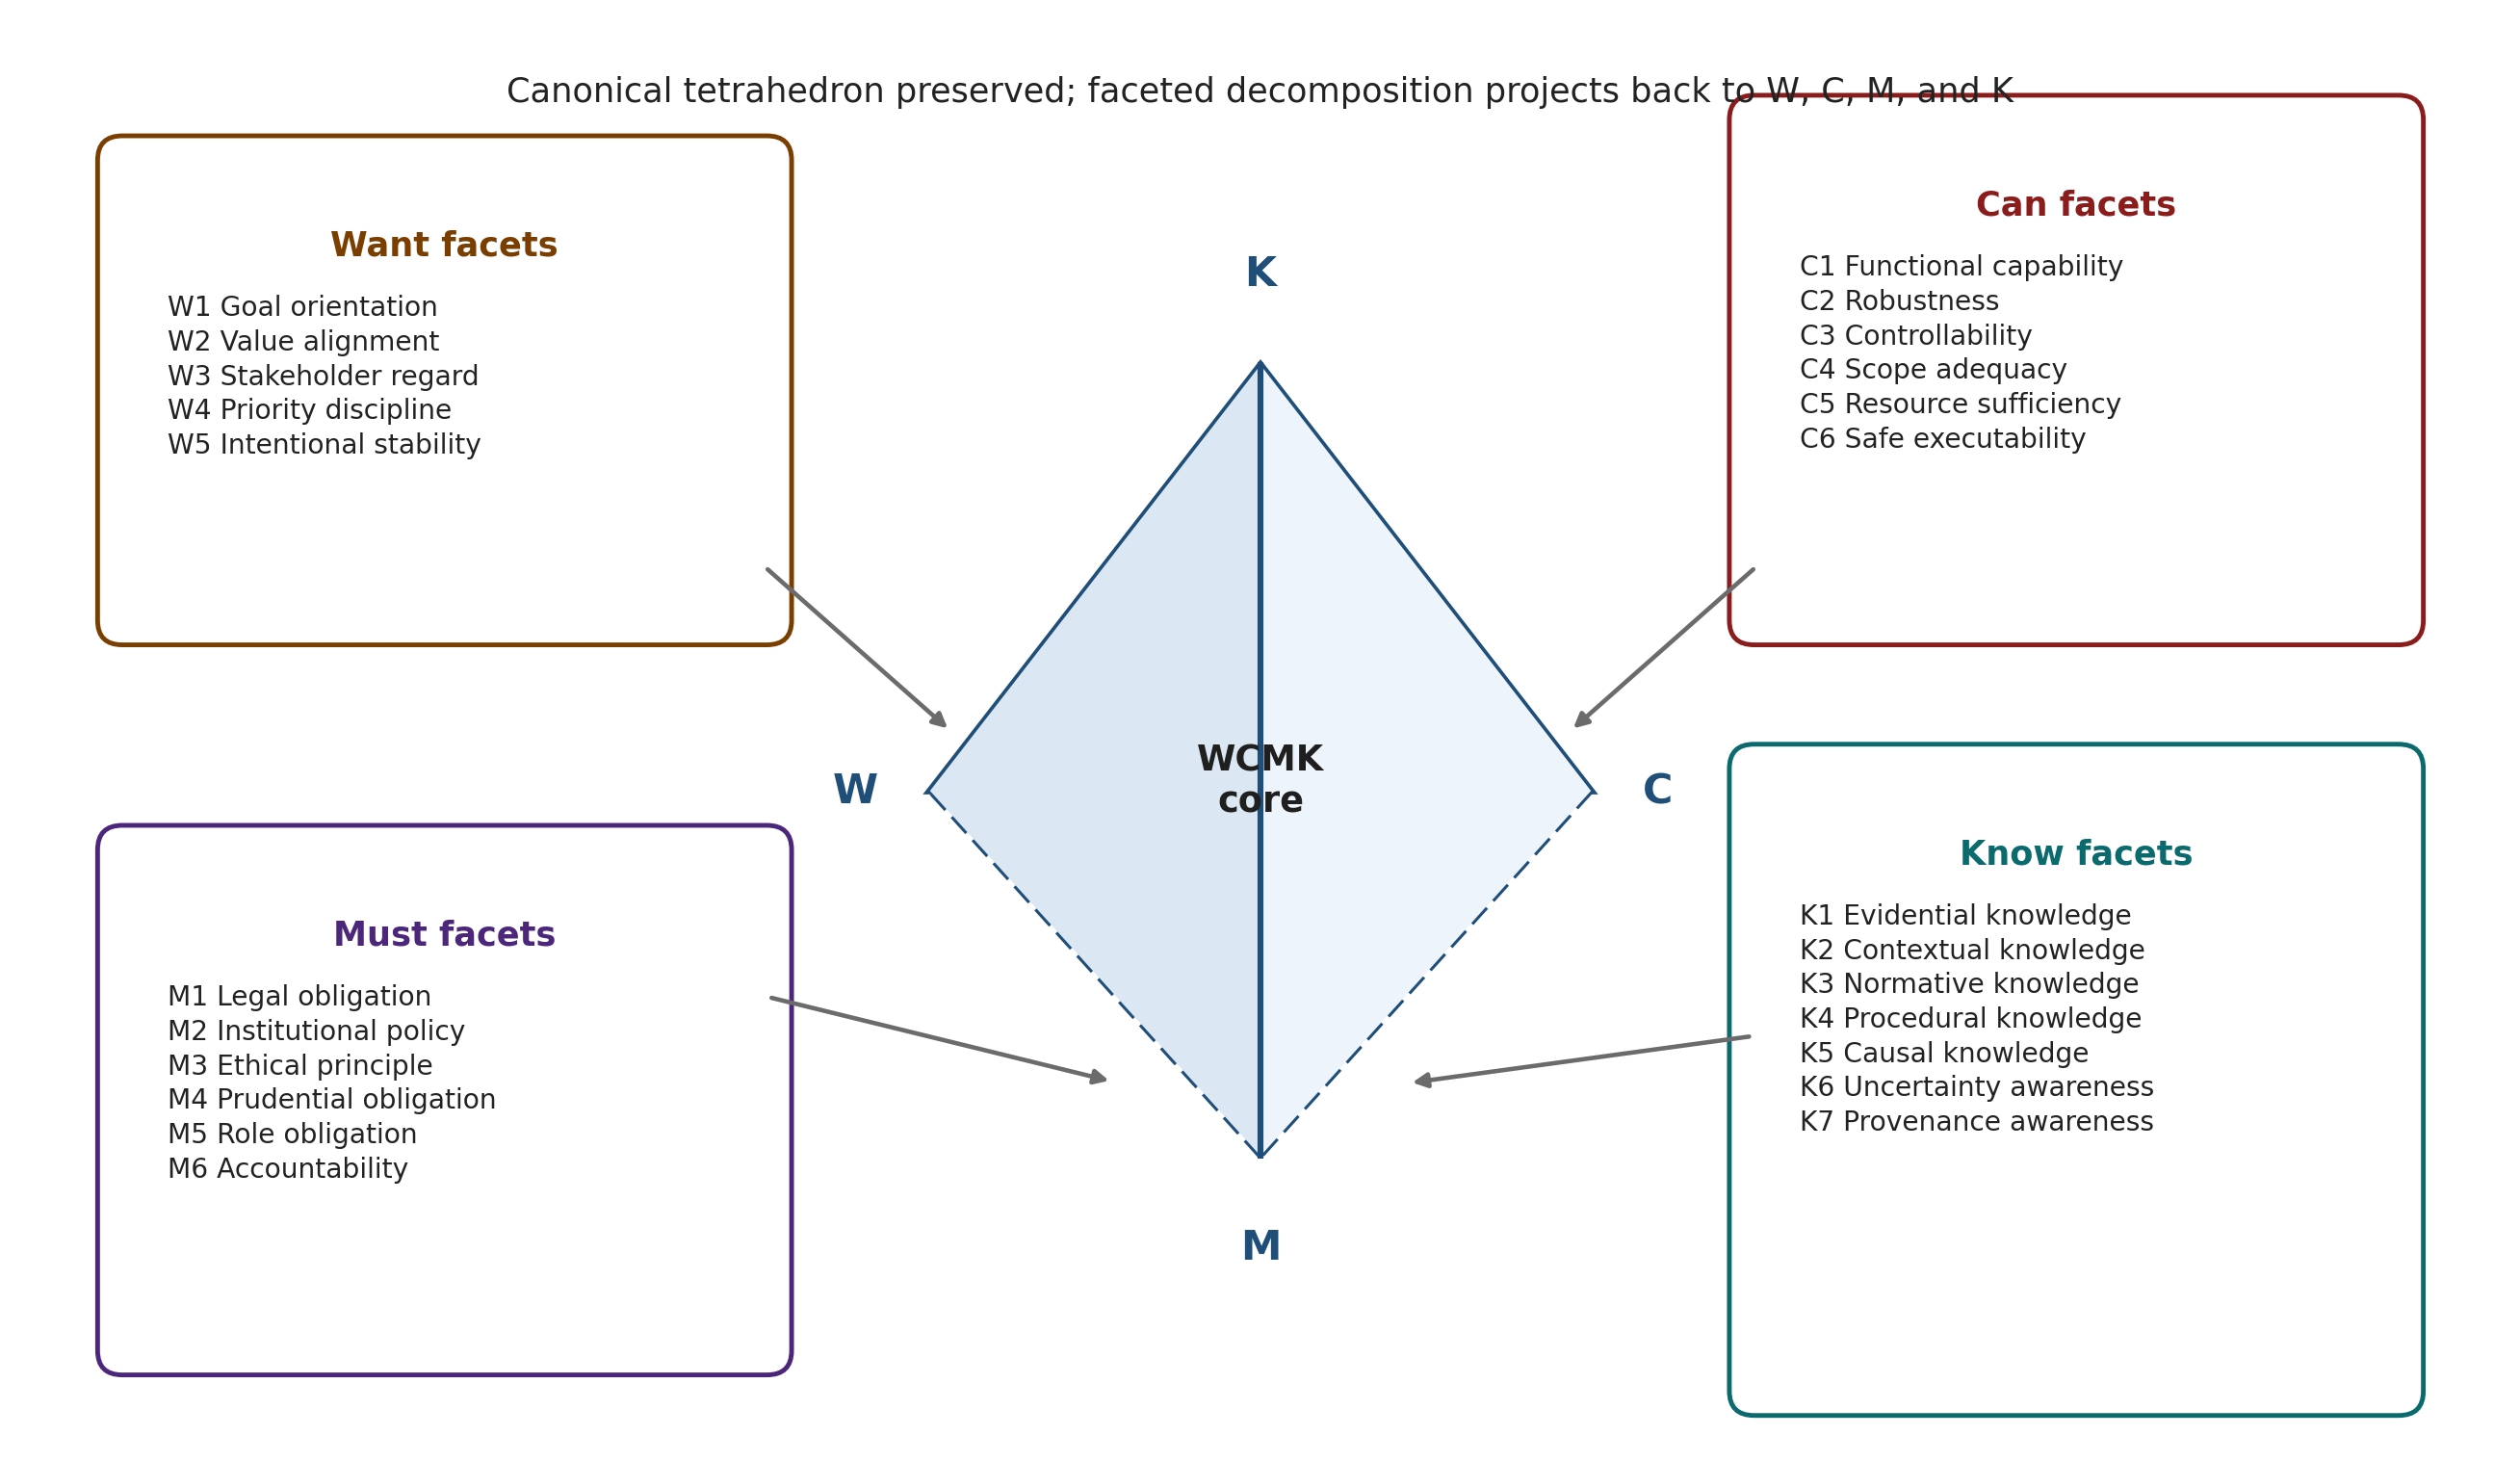 Canonical tetrahedron preserved; faceted decomposition projects back to W, C, M, and K
Want facets
W1 Goal orientation
W2 Value alignment
W3 Stakeholder regard
W4 Priority discipline
W5 Intentional stability
Can facets
C1 Functional capability
C2 Robustness
C3 Controllability
C4 Scope adequacy
C5 Resource sufficiency
C6 Safe executability
K
W
WCMK
core
C
M
Must facets
M1 Legal obligation
M2 Institutional policy
M3 Ethical principle
M4 Prudential obligation
M5 Role obligation
M6 Accountability
Know facets
K1 Evidential knowledge
K2 Contextual knowledge
K3 Normative knowledge
K4 Procedural knowledge
K5 Causal knowledge
K6 Uncertainty awareness
K7 Provenance awareness